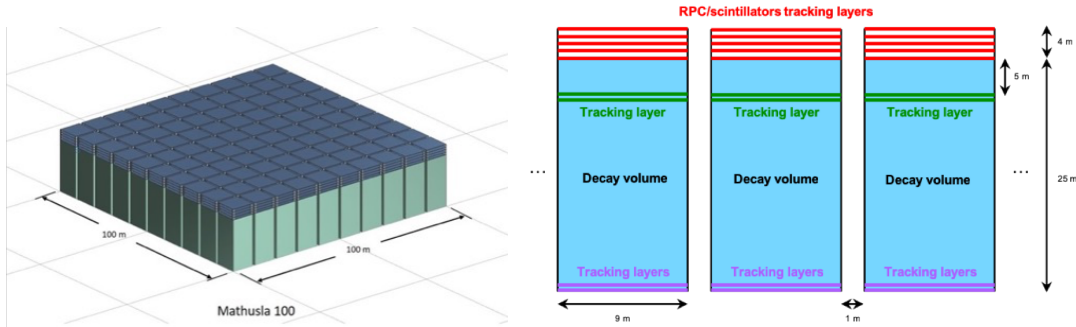 100 m
100 m
Mathusla 100
RPC/scintillators tracking layers
4 m
5 m
Tracking layer
Tracking layer
Tracking layer
...
Decay volume
Decay volume
Decay volume
...
25 m
Tracking layers
Tracking layers
Tracking layers
9 m
1 m